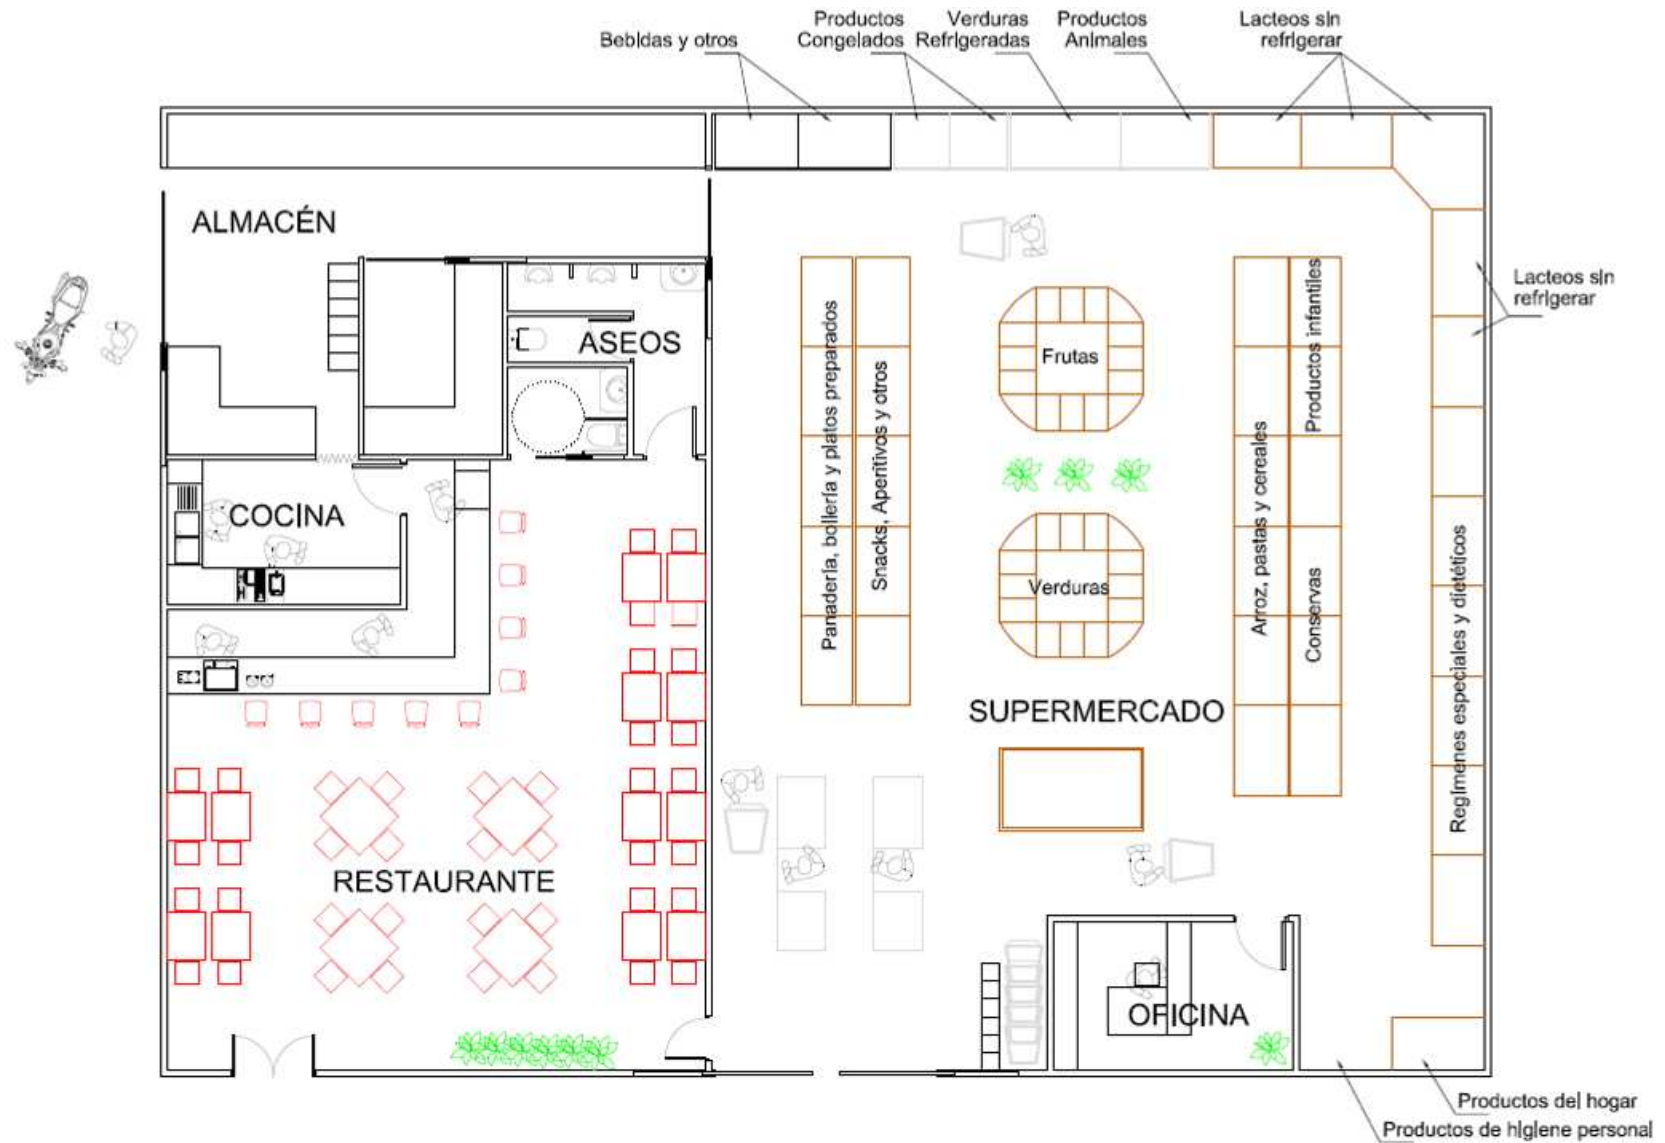 Bebidas y otros
Productos
Congelados
Verduras
Refrigeradas
Productos
Animales
Lacteos sin
refrigerar
ALMACÉN
ASEOS
Lacteos sin
refrigerar
Panadería, bollería y platos preparados
Snacks, Aperitivos y otros
Frutas
Productos infantiles
Arroz, pastas y cereales
COCINA
Verduras
Conservas
Regimenes especiales y dietéticos
SUPERMERCADO
RESTAURANTE
OFICINA
Productos del hogar
Productos de higiene personal